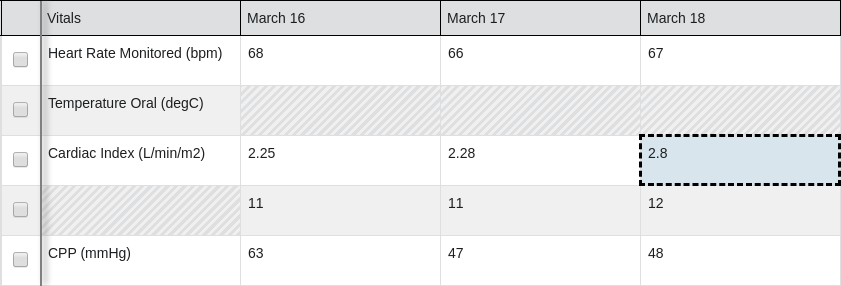 Vitals March 16 March 17 March 18
Heart Rate Monitored (bpm) 68 66 67
Temperature Oral (degC)
Cardiac Index (L/min/m2) 2.25 2.28 2.8
11 11 12
CPP (mmHg) 63 47 48